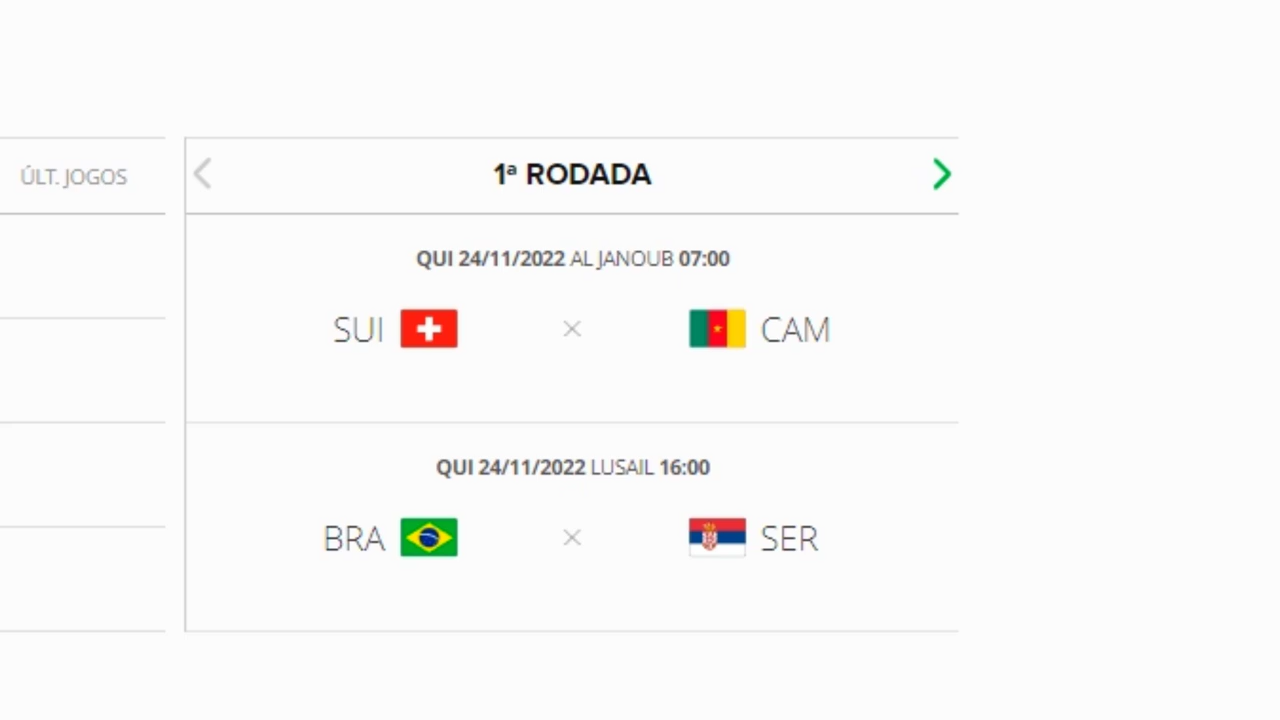 ÚLT. JOGOS
1ª RODADA
QUI 24/11/2022 AL JANOUB 07:00
SUI × CAM
QUI 24/11/2022 LUSAIL 16:00
BRA × SER